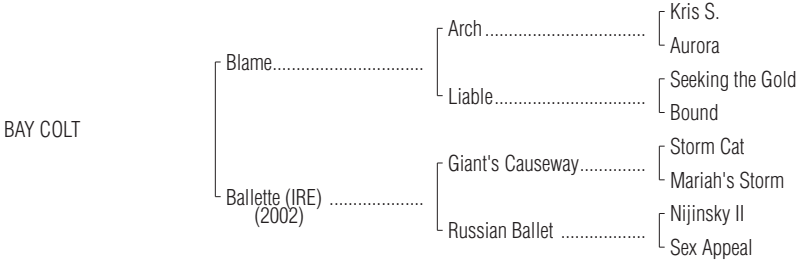 Kris S.
Arch
Aurora
Blame
Seeking the Gold
Liable
Bound
BAY COLT
Storm Cat
Giant's Causeway
Mariah's Storm
Ballette (IRE)
(2002)
Nijinsky II
Russian Ballet
Sex Appeal